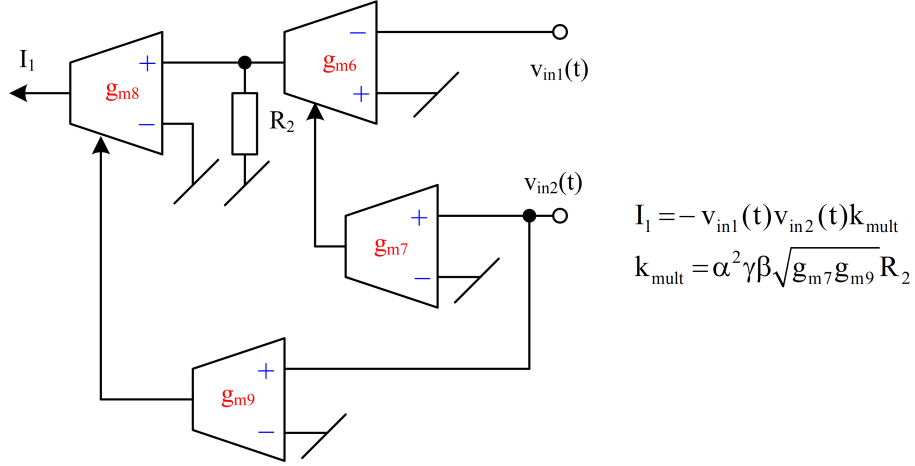 I₁
+
−
gm8
R₂
−
+
gm6
vin1(t)
vin2(t)
+
−
gm7
+
−
gm9
I₁ = − vin1(t)vin2(t)kmult
kmult = α²γβ√(gm7gm9)R₂